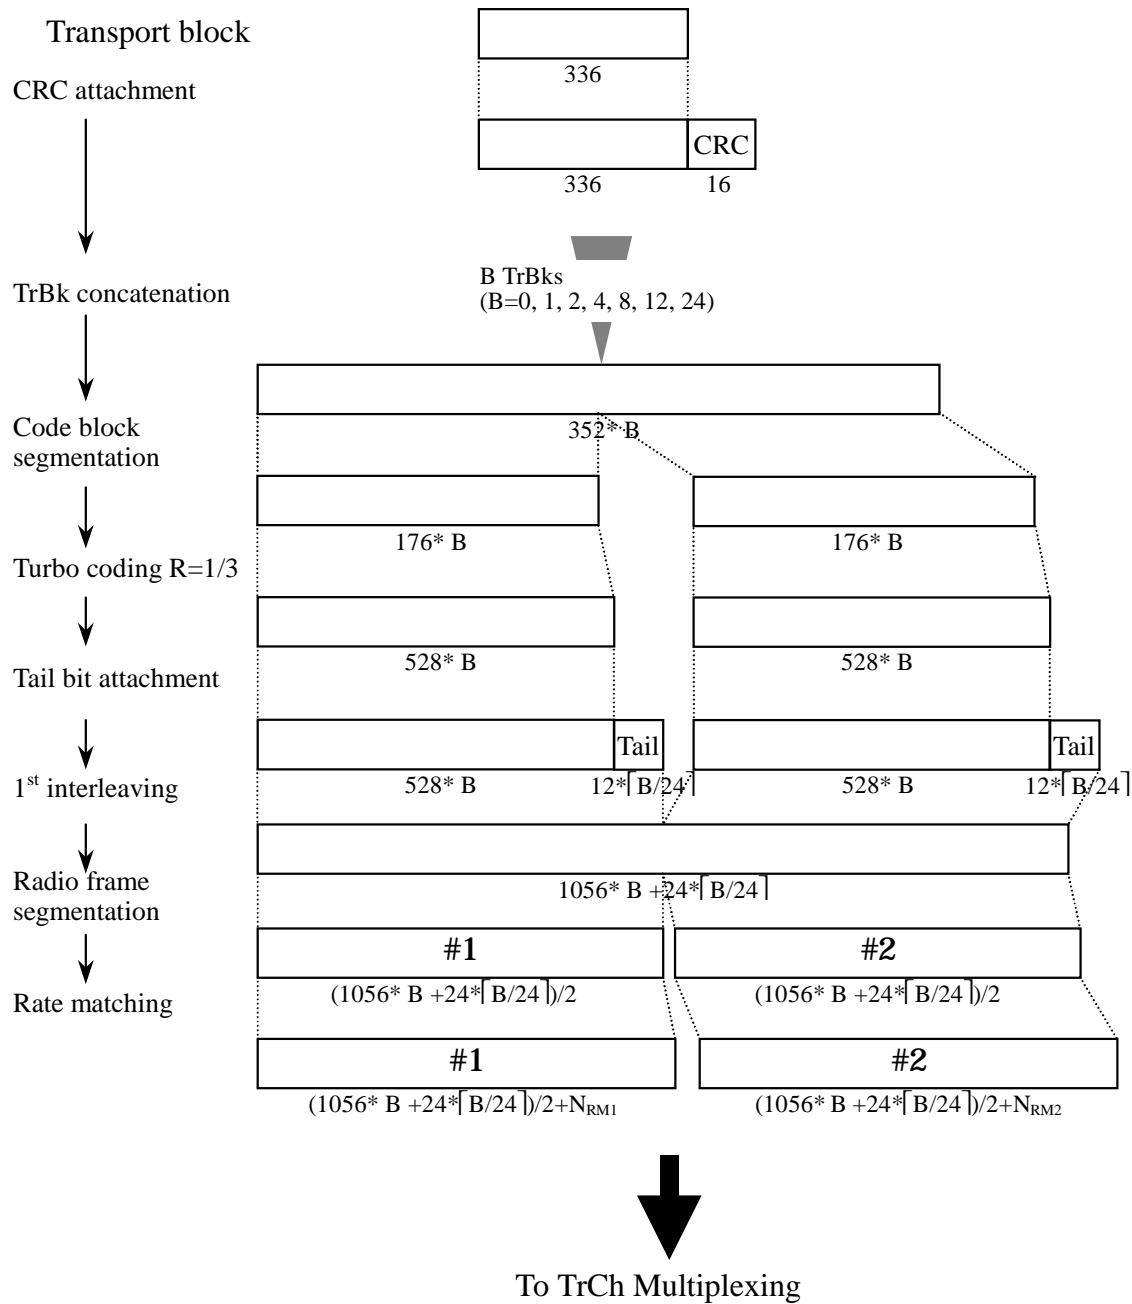 Transport block
336
CRC attachment
CRC
336 16
B TrBks
TrBk concatenation
(B=0, 1, 2, 4, 8, 12, 24)
Code block
segmentation
352* B
176* B 176* B
Turbo coding R=1/3
528* B 528* B
Tail bit attachment
Tail Tail
1st interleaving
528* B 12*⌈B/24⌉ 528* B 12*⌈B/24⌉
Radio frame
segmentation
1056* B +24*⌈B/24⌉
#1 #2
Rate matching
(1056* B +24*⌈B/24⌉)/2 (1056* B +24*⌈B/24⌉)/2
#1 #2
(1056* B +24*⌈B/24⌉)/2+NRM1 (1056* B +24*⌈B/24⌉)/2+NRM2
To TrCh Multiplexing